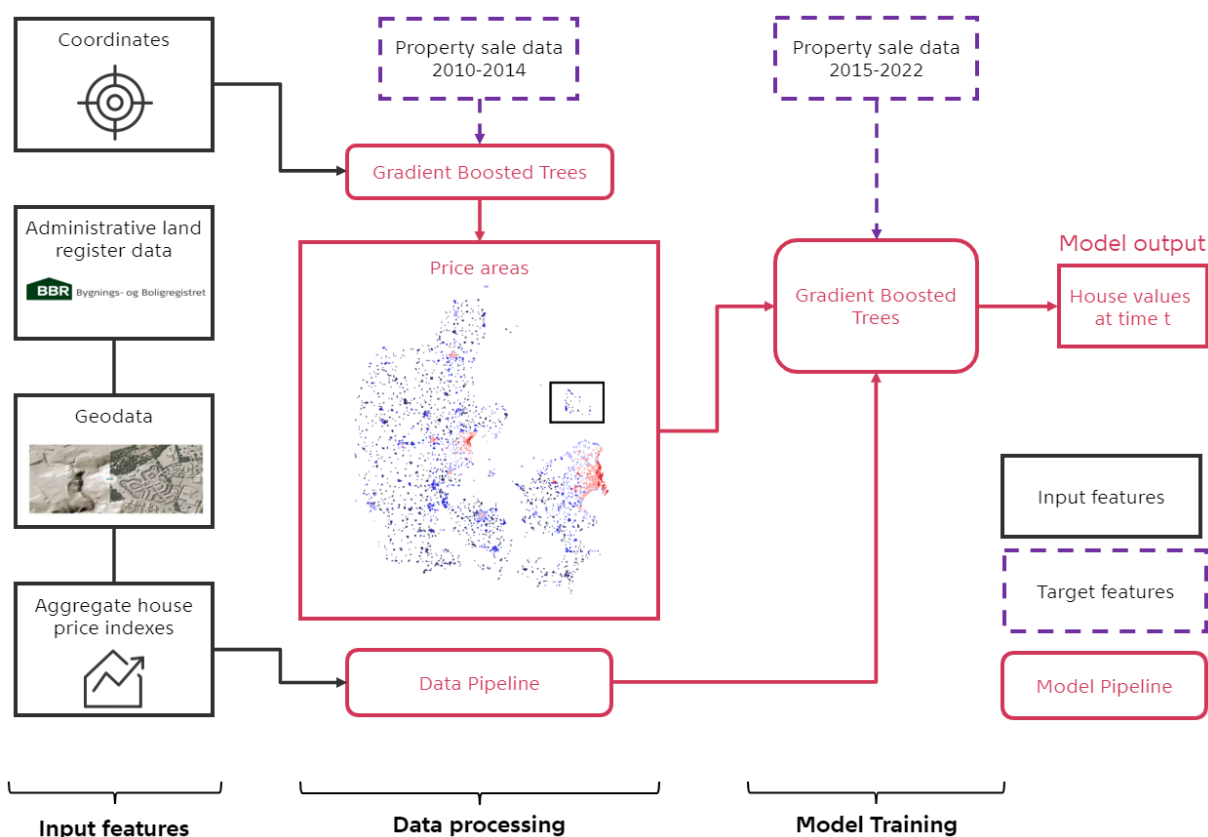 Coordinates
Property sale data
2010-2014
Property sale data
2015-2022
Gradient Boosted Trees
Administrative land
register data
BBR Bygnings- og Boligregistret
Price areas
Gradient Boosted
Trees
Model output
House values
at time t
Geodata
Input features
Target features
Aggregate house
price indexes
Data Pipeline
Model Pipeline
Input features
Data processing
Model Training